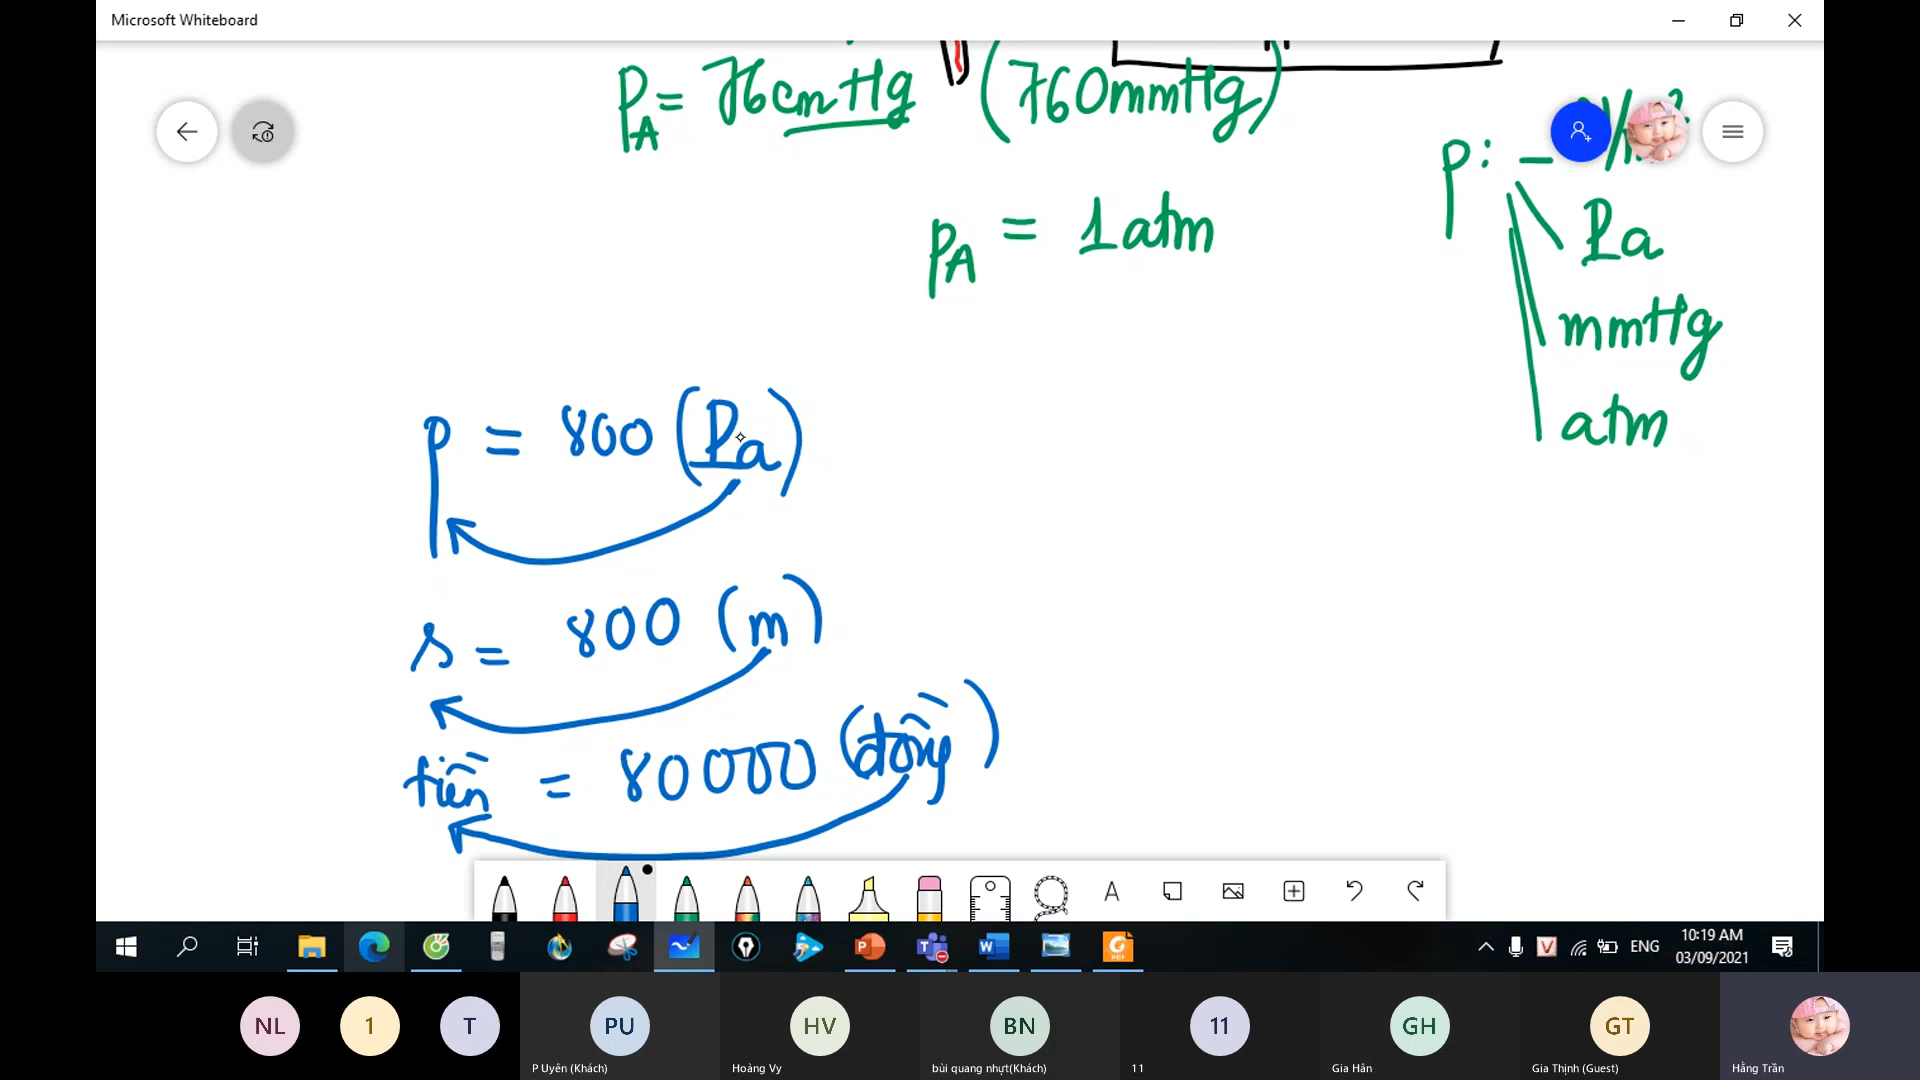 Microsoft Whiteboard
P_A = 76cmHg (760mmHg)
p_A = 1atm
p: -
Pa
mmHg
atm
p = 800 (Pa)
s = 800 (m)
tiền = 80000 (đồng)
A
ENG
10:19 AM
03/09/2021
NL
1
T
PU
HV
BN
11
GH
GT
P Uyên (Khách)
Hoàng Vy
bùi quang nhựt(Khách)
11
Gia Hân
Gia Thịnh (Guest)
Hằng Trần